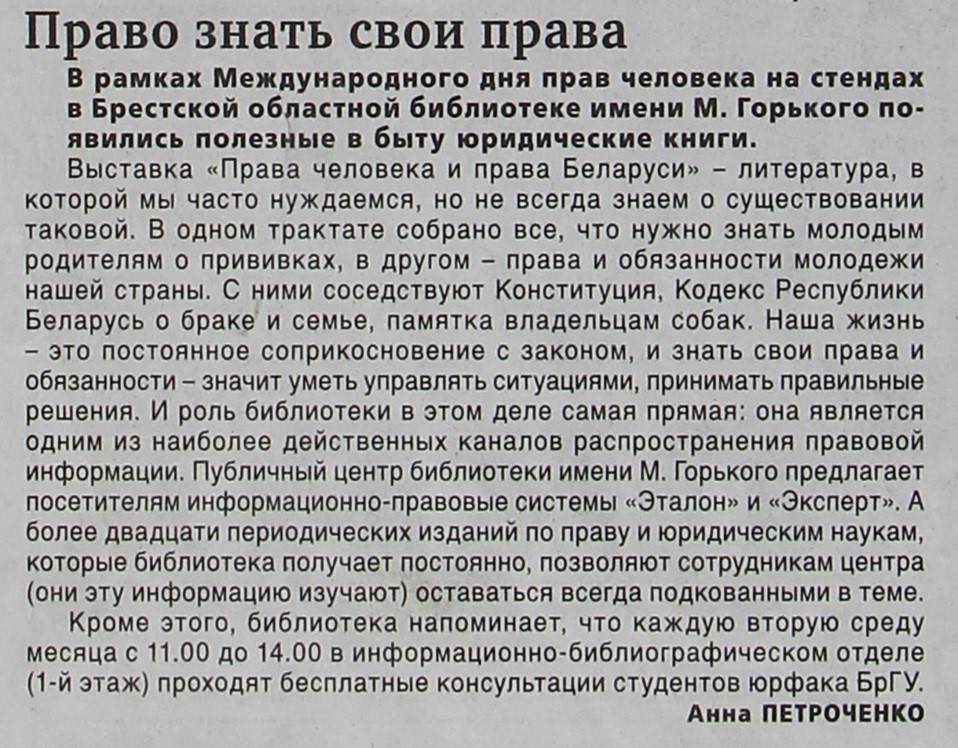 Право знать свои права
В рамках Международного дня прав человека на стендах
в Брестской областной библиотеке имени М. Горького по-
явились полезные в быту юридические книги.
Выставка «Права человека и права Беларуси» – литература, в
которой мы часто нуждаемся, но не всегда знаем о существовании
таковой. В одном трактате собрано все, что нужно знать молодым
родителям о прививках, в другом – права и обязанности молодежи
нашей страны. С ними соседствуют Конституция, Кодекс Республики
Беларусь о браке и семье, памятка владельцам собак. Наша жизнь
– это постоянное соприкосновение с законом, и знать свои права и
обязанности – значит уметь управлять ситуациями, принимать правильные
решения. И роль библиотеки в этом деле самая прямая: она является
одним из наиболее действенных каналов распространения правовой
информации. Публичный центр библиотеки имени М. Горького предлагает
посетителям информационно-правовые системы «Эталон» и «Эксперт». А
более двадцати периодических изданий по праву и юридическим наукам,
которые библиотека получает постоянно, позволяют сотрудникам центра
(они эту информацию изучают) оставаться всегда подкованными в теме.
Кроме этого, библиотека напоминает, что каждую вторую среду
месяца с 11.00 до 14.00 в информационно-библиографическом отделе
(1-й этаж) проходят бесплатные консультации студентов юрфака БрГУ.
Анна ПЕТРОЧЕНКО